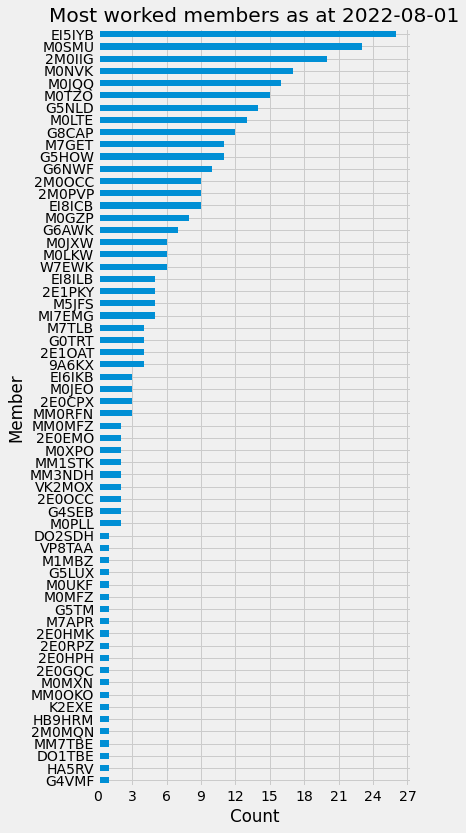 Most worked members as at 2022-08-01
EI5IYB
M0SMU
2M0IIG
M0NVK
M0JQQ
M0TZO
G5NLD
M0LTE
G8CAP
M7GET
G5HOW
G6NWF
2M0OCC
2M0PVP
EI8ICB
M0GZP
G6AWK
M0JXW
M0LKW
W7EWK
EI8ILB
2E1PKY
M5JFS
MI7EMG
M7TLB
G0TRT
2E1OAT
9A6KX
EI6IKB
M0JEO
2E0CPX
MM0RFN
MM0MFZ
2E0EMO
M0XPO
MM1STK
MM3NDH
VK2MOX
2E0OCC
G4SEB
M0PLL
DO2SDH
VP8TAA
M1MBZ
G5LUX
M0UKF
M0MFZ
G5TM
M7APR
2E0HMK
2E0RPZ
2E0HPH
2E0GQC
M0MXN
MM0OKO
K2EXE
HB9HRM
2M0MQN
MM7TBE
DO1TBE
HA5RV
G4VMF
Member
0 3 6 9 12 15 18 21 24 27
Count